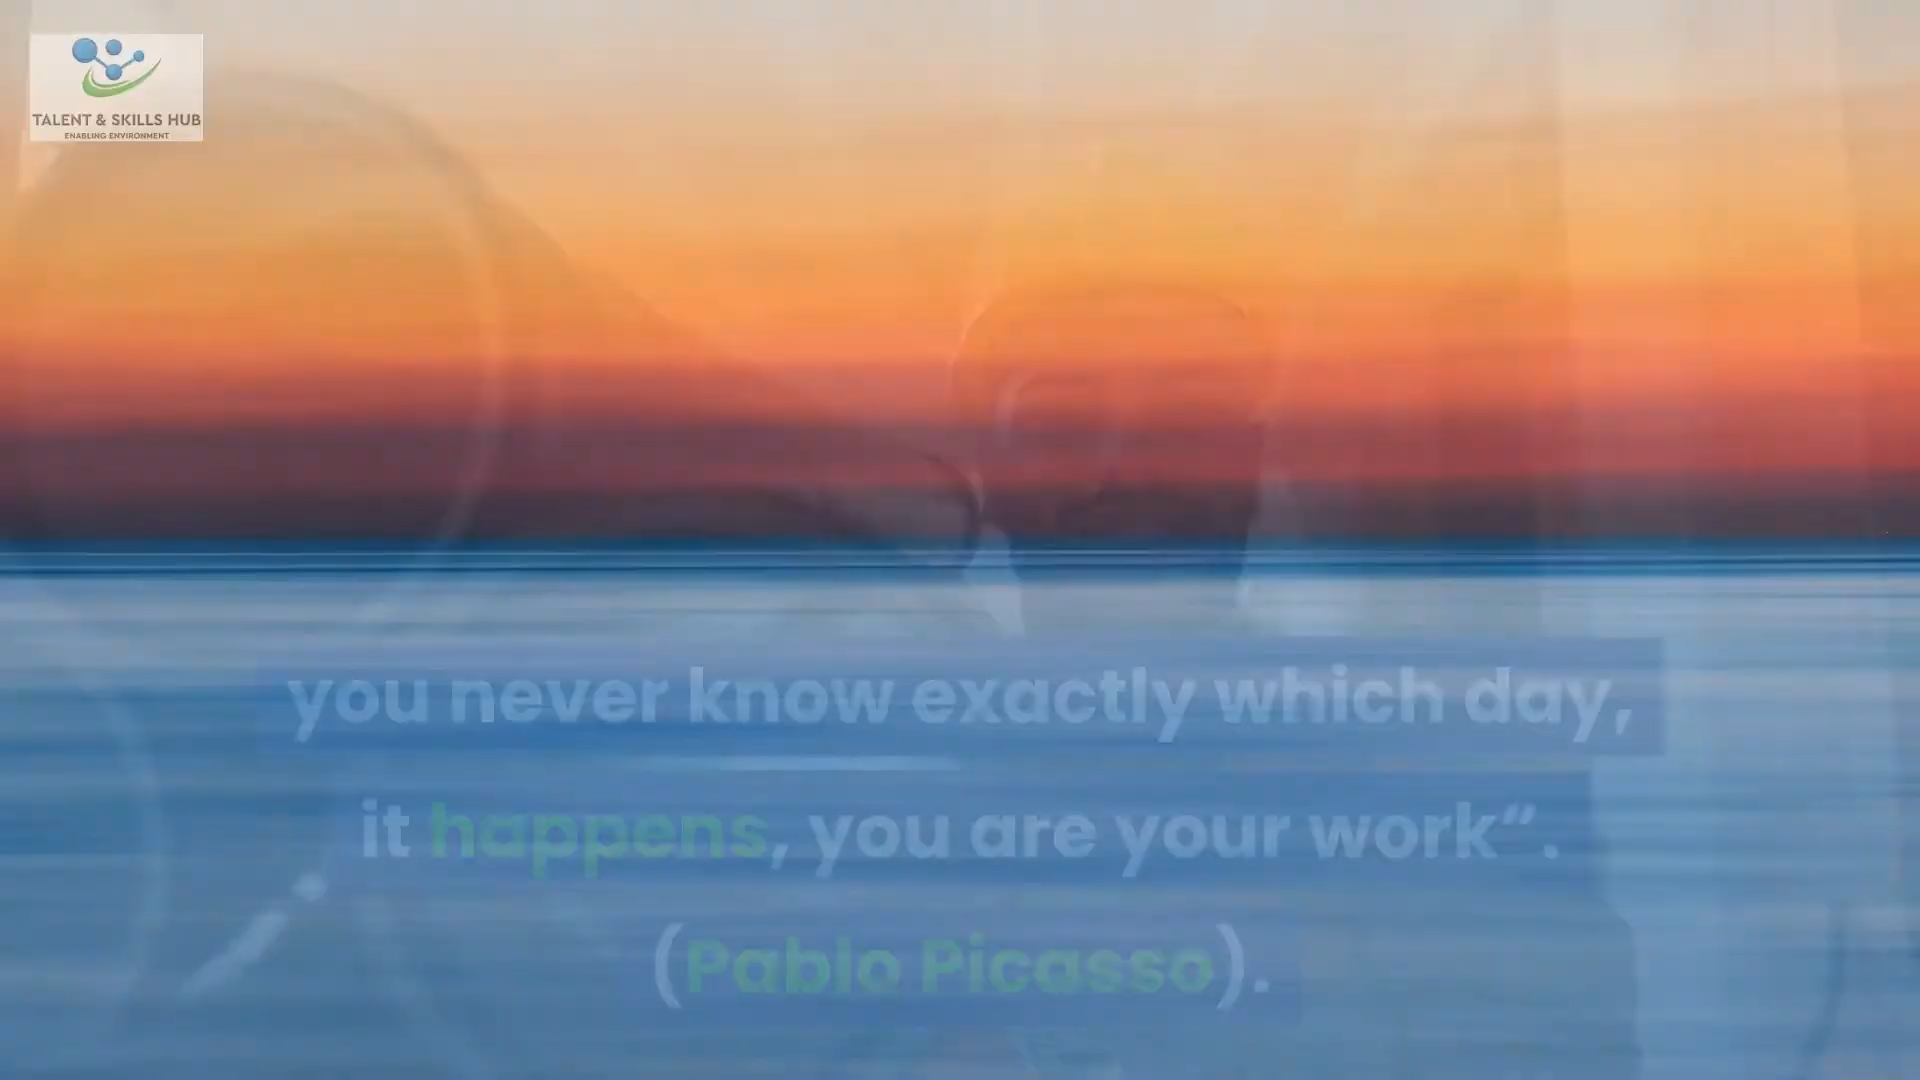 TALENT & SKILLS HUB
ENABLING ENVIRONMENT
you never know exactly which day,
it happens, you are your work“.
(Pablo Picasso).